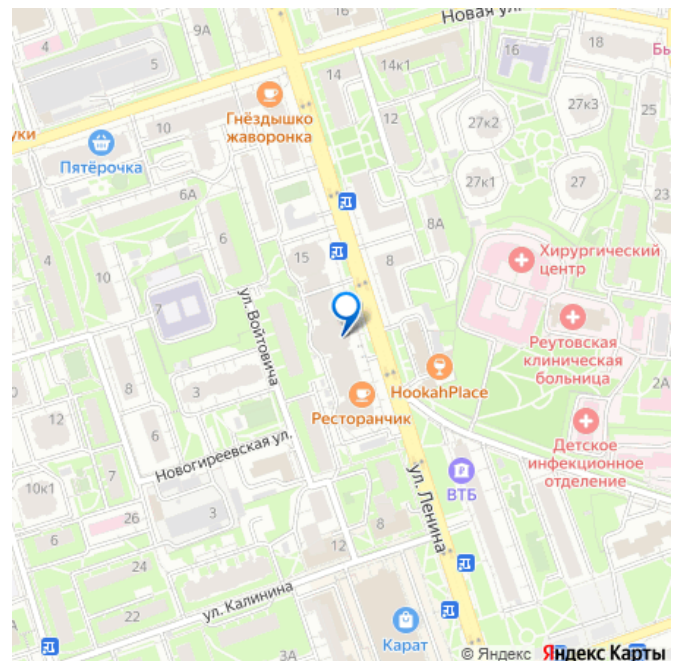 16
Новая ул.
9А
4
5
14
14к1
16
18
Гнёздышко
жаворонка
10
12
27к2
27к3
25
Пятёрочка
6А
27к1
27
23
6
8А
4
10
15
8
Хирургический
центр
7
ул. Войтовича
Реутовская
клиническая
больница
8
3
HookahPlace
2А
12
Ресторанчик
6
Новогиреевская ул.
Детское
инфекционное
отделение
7
10к1
ул. Ленина
ВТБ
26
3
8
6
12
24
ул. Калинина
22
Карат
3А
© Яндекс Яндекс Карты